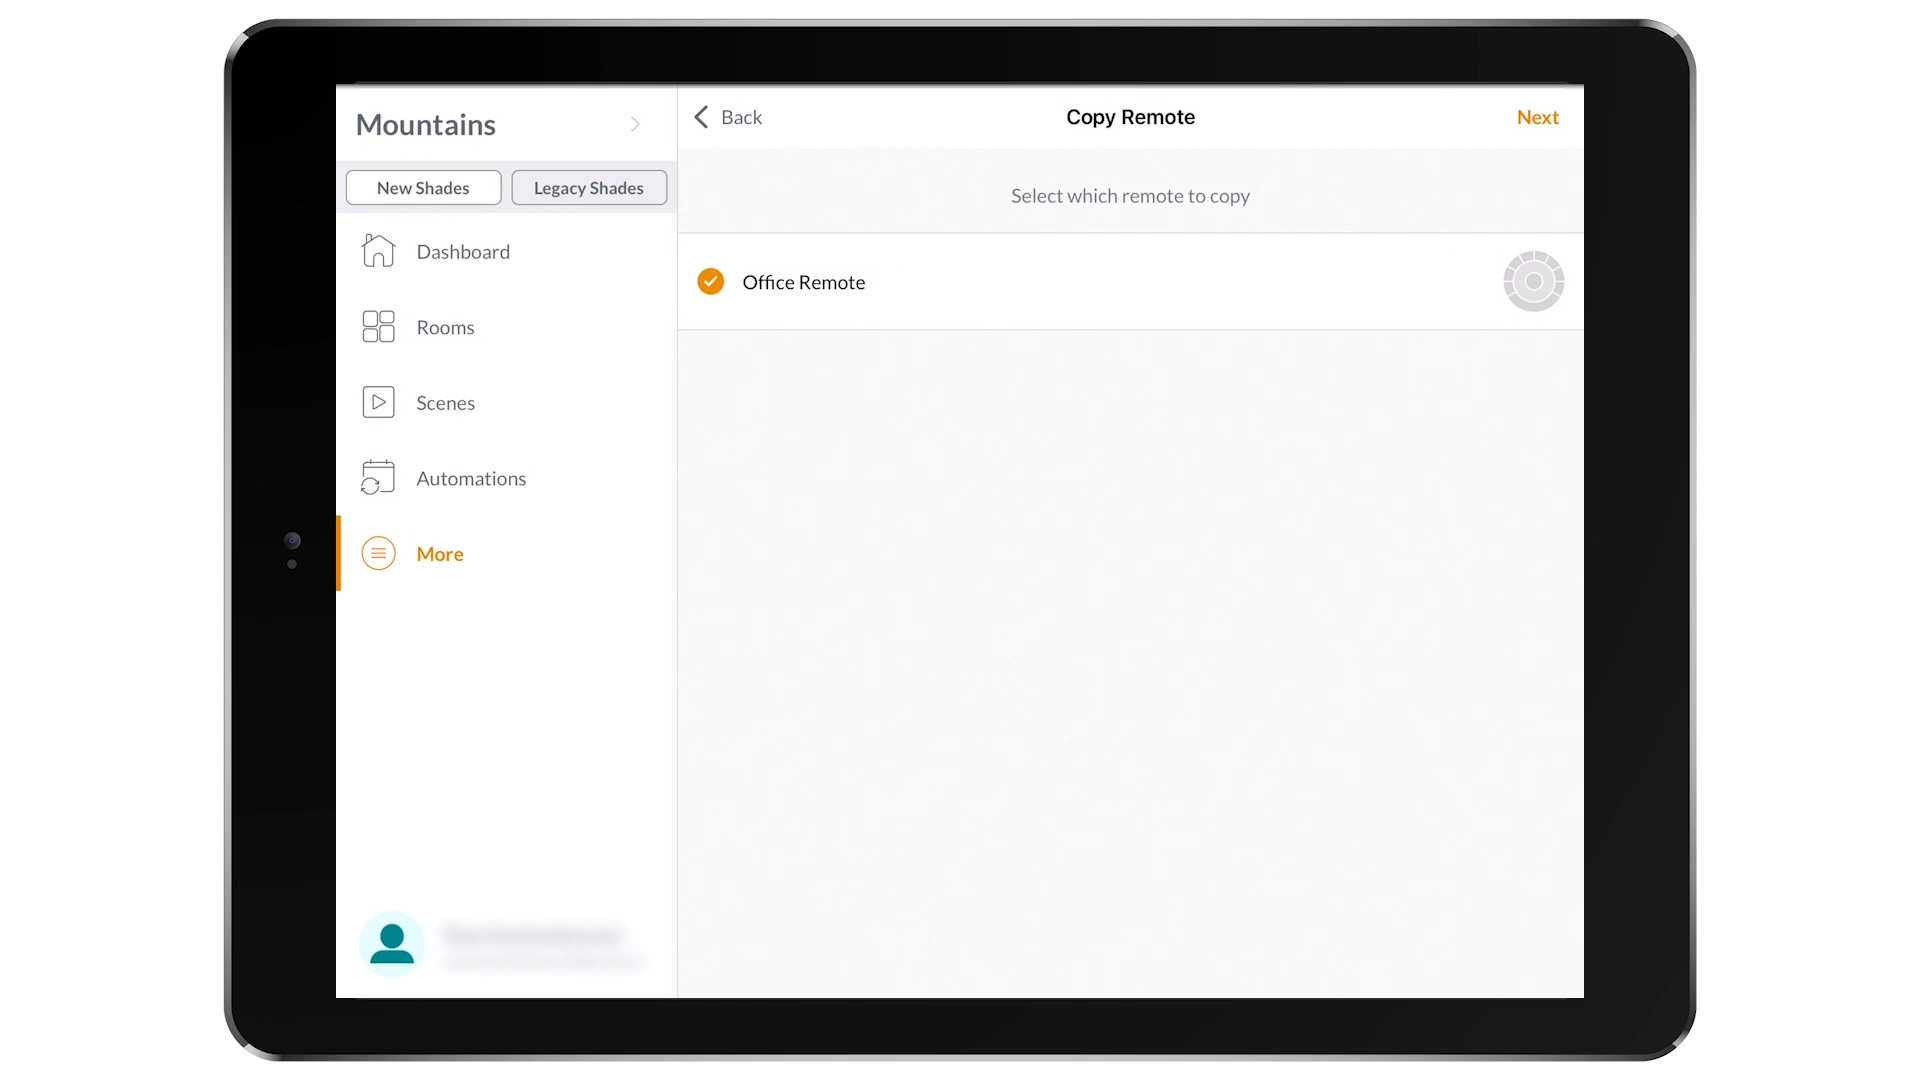 Mountains
New Shades
Legacy Shades
Dashboard
Rooms
Scenes
Automations
More
Back
Copy Remote
Next
Select which remote to copy
Office Remote